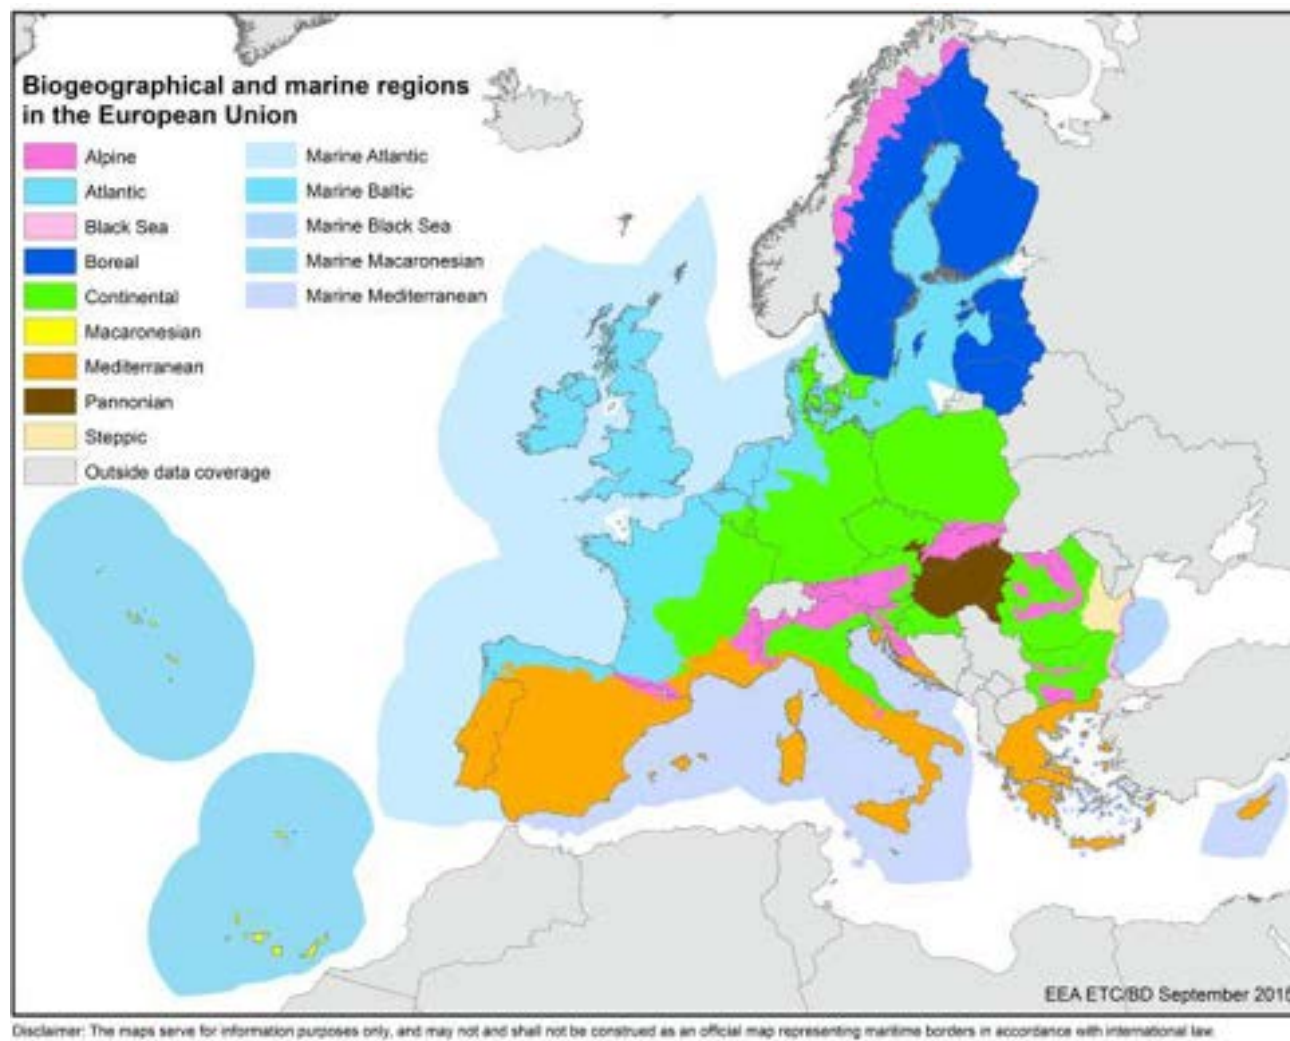 Biogeographical and marine regions
in the European Union
Alpine
Atlantic
Black Sea
Boreal
Continental
Macaronesian
Mediterranean
Pannonian
Steppic
Outside data coverage
Marine Atlantic
Marine Baltic
Marine Black Sea
Marine Macaronesian
Marine Mediterranean
EEA ETC/BD September 2015
Disclaimer: The maps serve for information purposes only, and may not and shall not be construed as an official map representing maritime borders in accordance with international law.